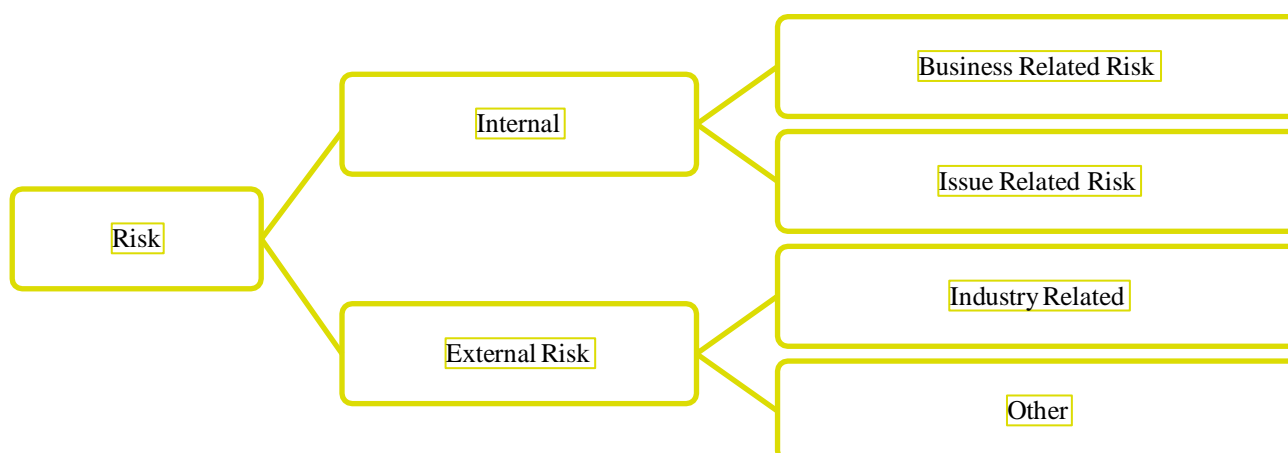 Business Related Risk
Internal
Issue Related Risk
Risk
Industry Related
External Risk
Other